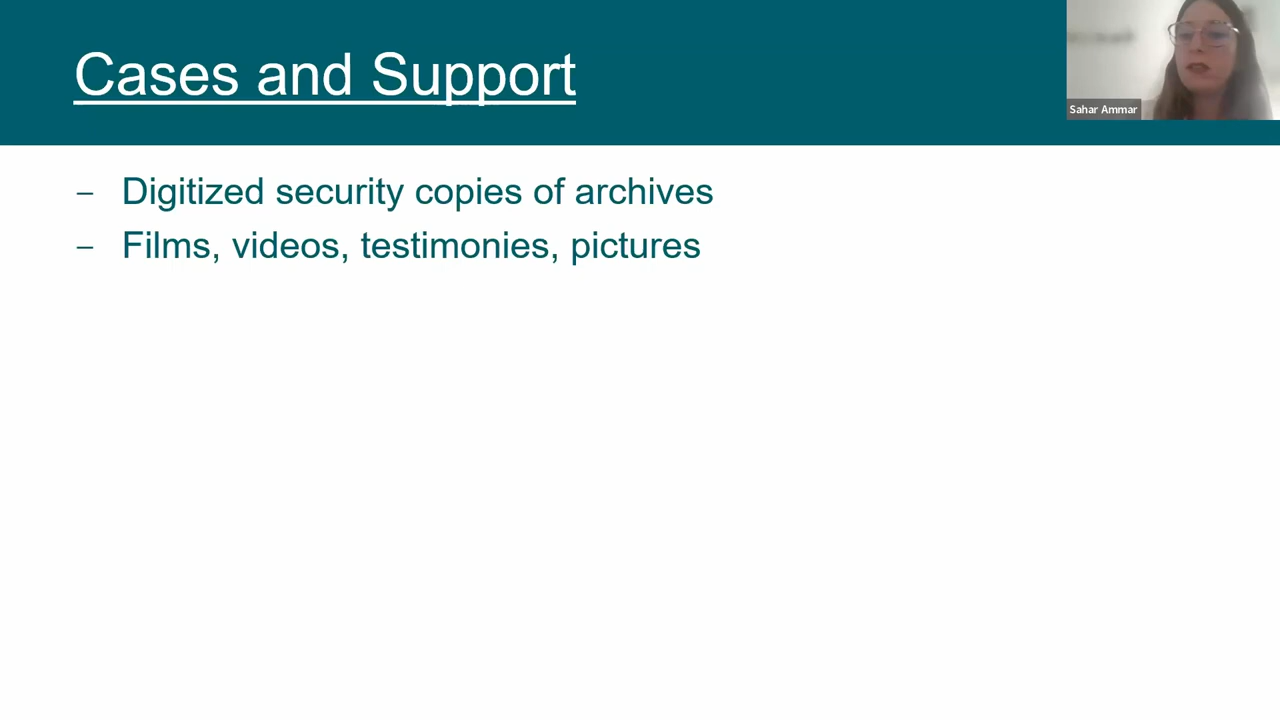 Cases and Support
Sahar Ammar
– Digitized security copies of archives
– Films, videos, testimonies, pictures